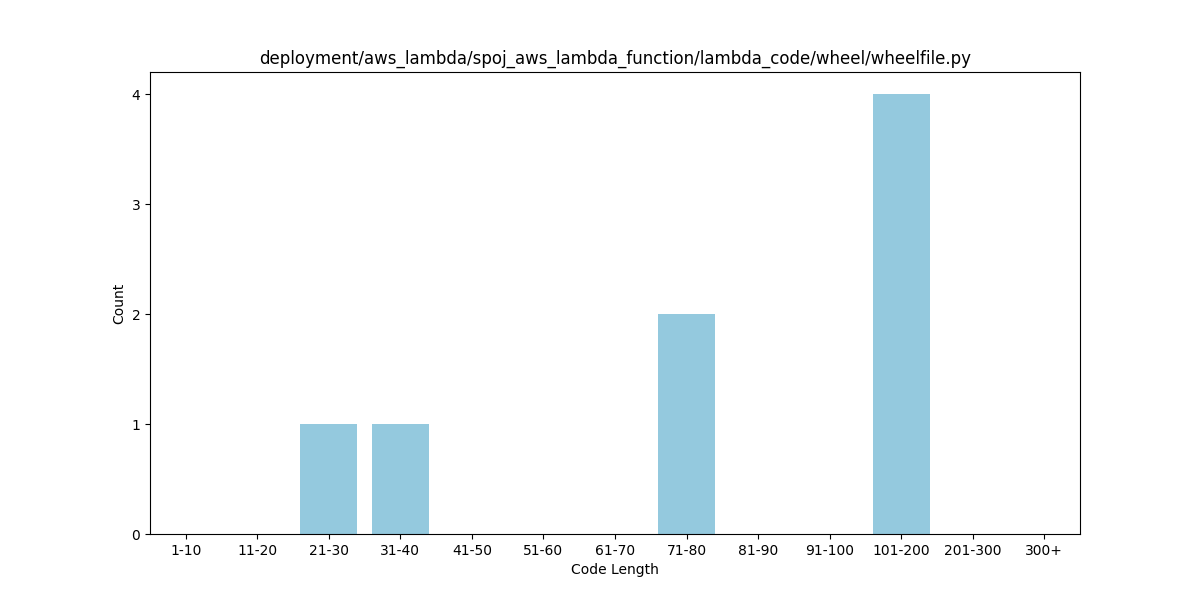 deployment/aws_lambda/spoj_aws_lambda_function/lambda_code/wheel/wheelfile.py
4
3
2
1
0
Count
1-10 11-20 21-30 31-40 41-50 51-60 61-70 71-80 81-90 91-100 101-200 201-300 300+
Code Length